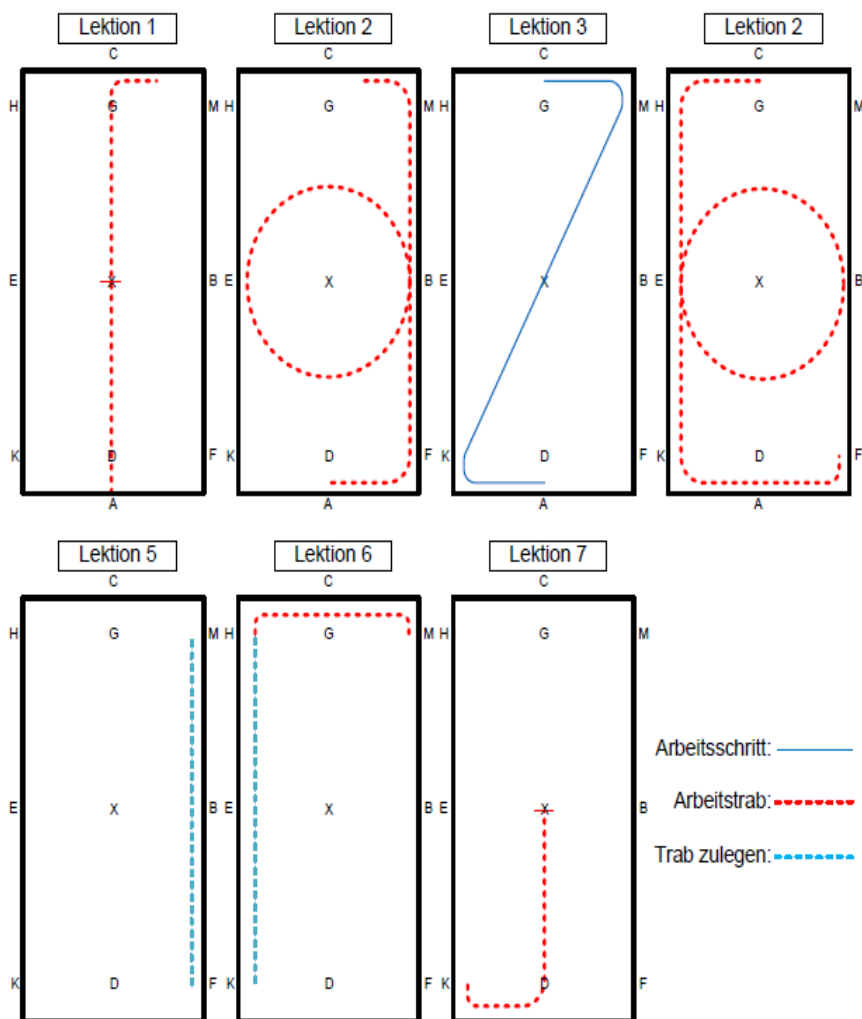 Lektion 1 Lektion 2 Lektion 3 Lektion 2
C C C C
H G M H G M H G M H G M
E X B E X B E X B E X B
K D F K D F K D F K D F
A A A A
Lektion 5 Lektion 6 Lektion 7
C C C
H G M H G M H G M
Arbeitsschritt:
E X B E X B E X B
Arbeitstrab:
Trab zulegen:
K D F K D F K D F